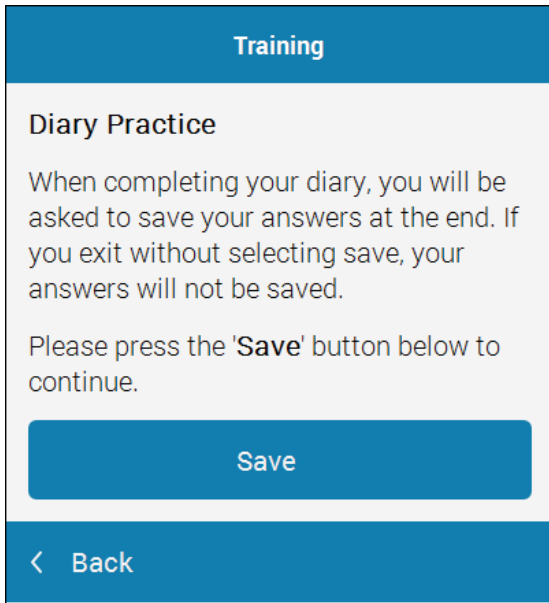 Training
Diary Practice
When completing your diary, you will be
asked to save your answers at the end. If
you exit without selecting save, your
answers will not be saved.
Please press the 'Save' button below to
continue.
Save
Back